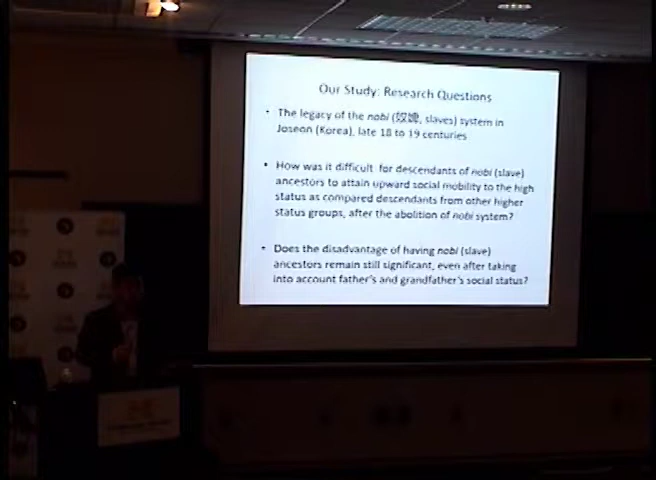 Our Study: Research Questions
• The legacy of the nobi (奴婢, slaves) system in
Joseon (Korea), late 18 to 19 centuries
• How was it difficult for descendants of nobi (slave)
ancestors to attain upward social mobility to the high
status as compared descendants from other higher
status groups, after the abolition of nobi system?
• Does the disadvantage of having nobi (slave)
ancestors remain still significant, even after taking
into account father's and grandfather's social status?